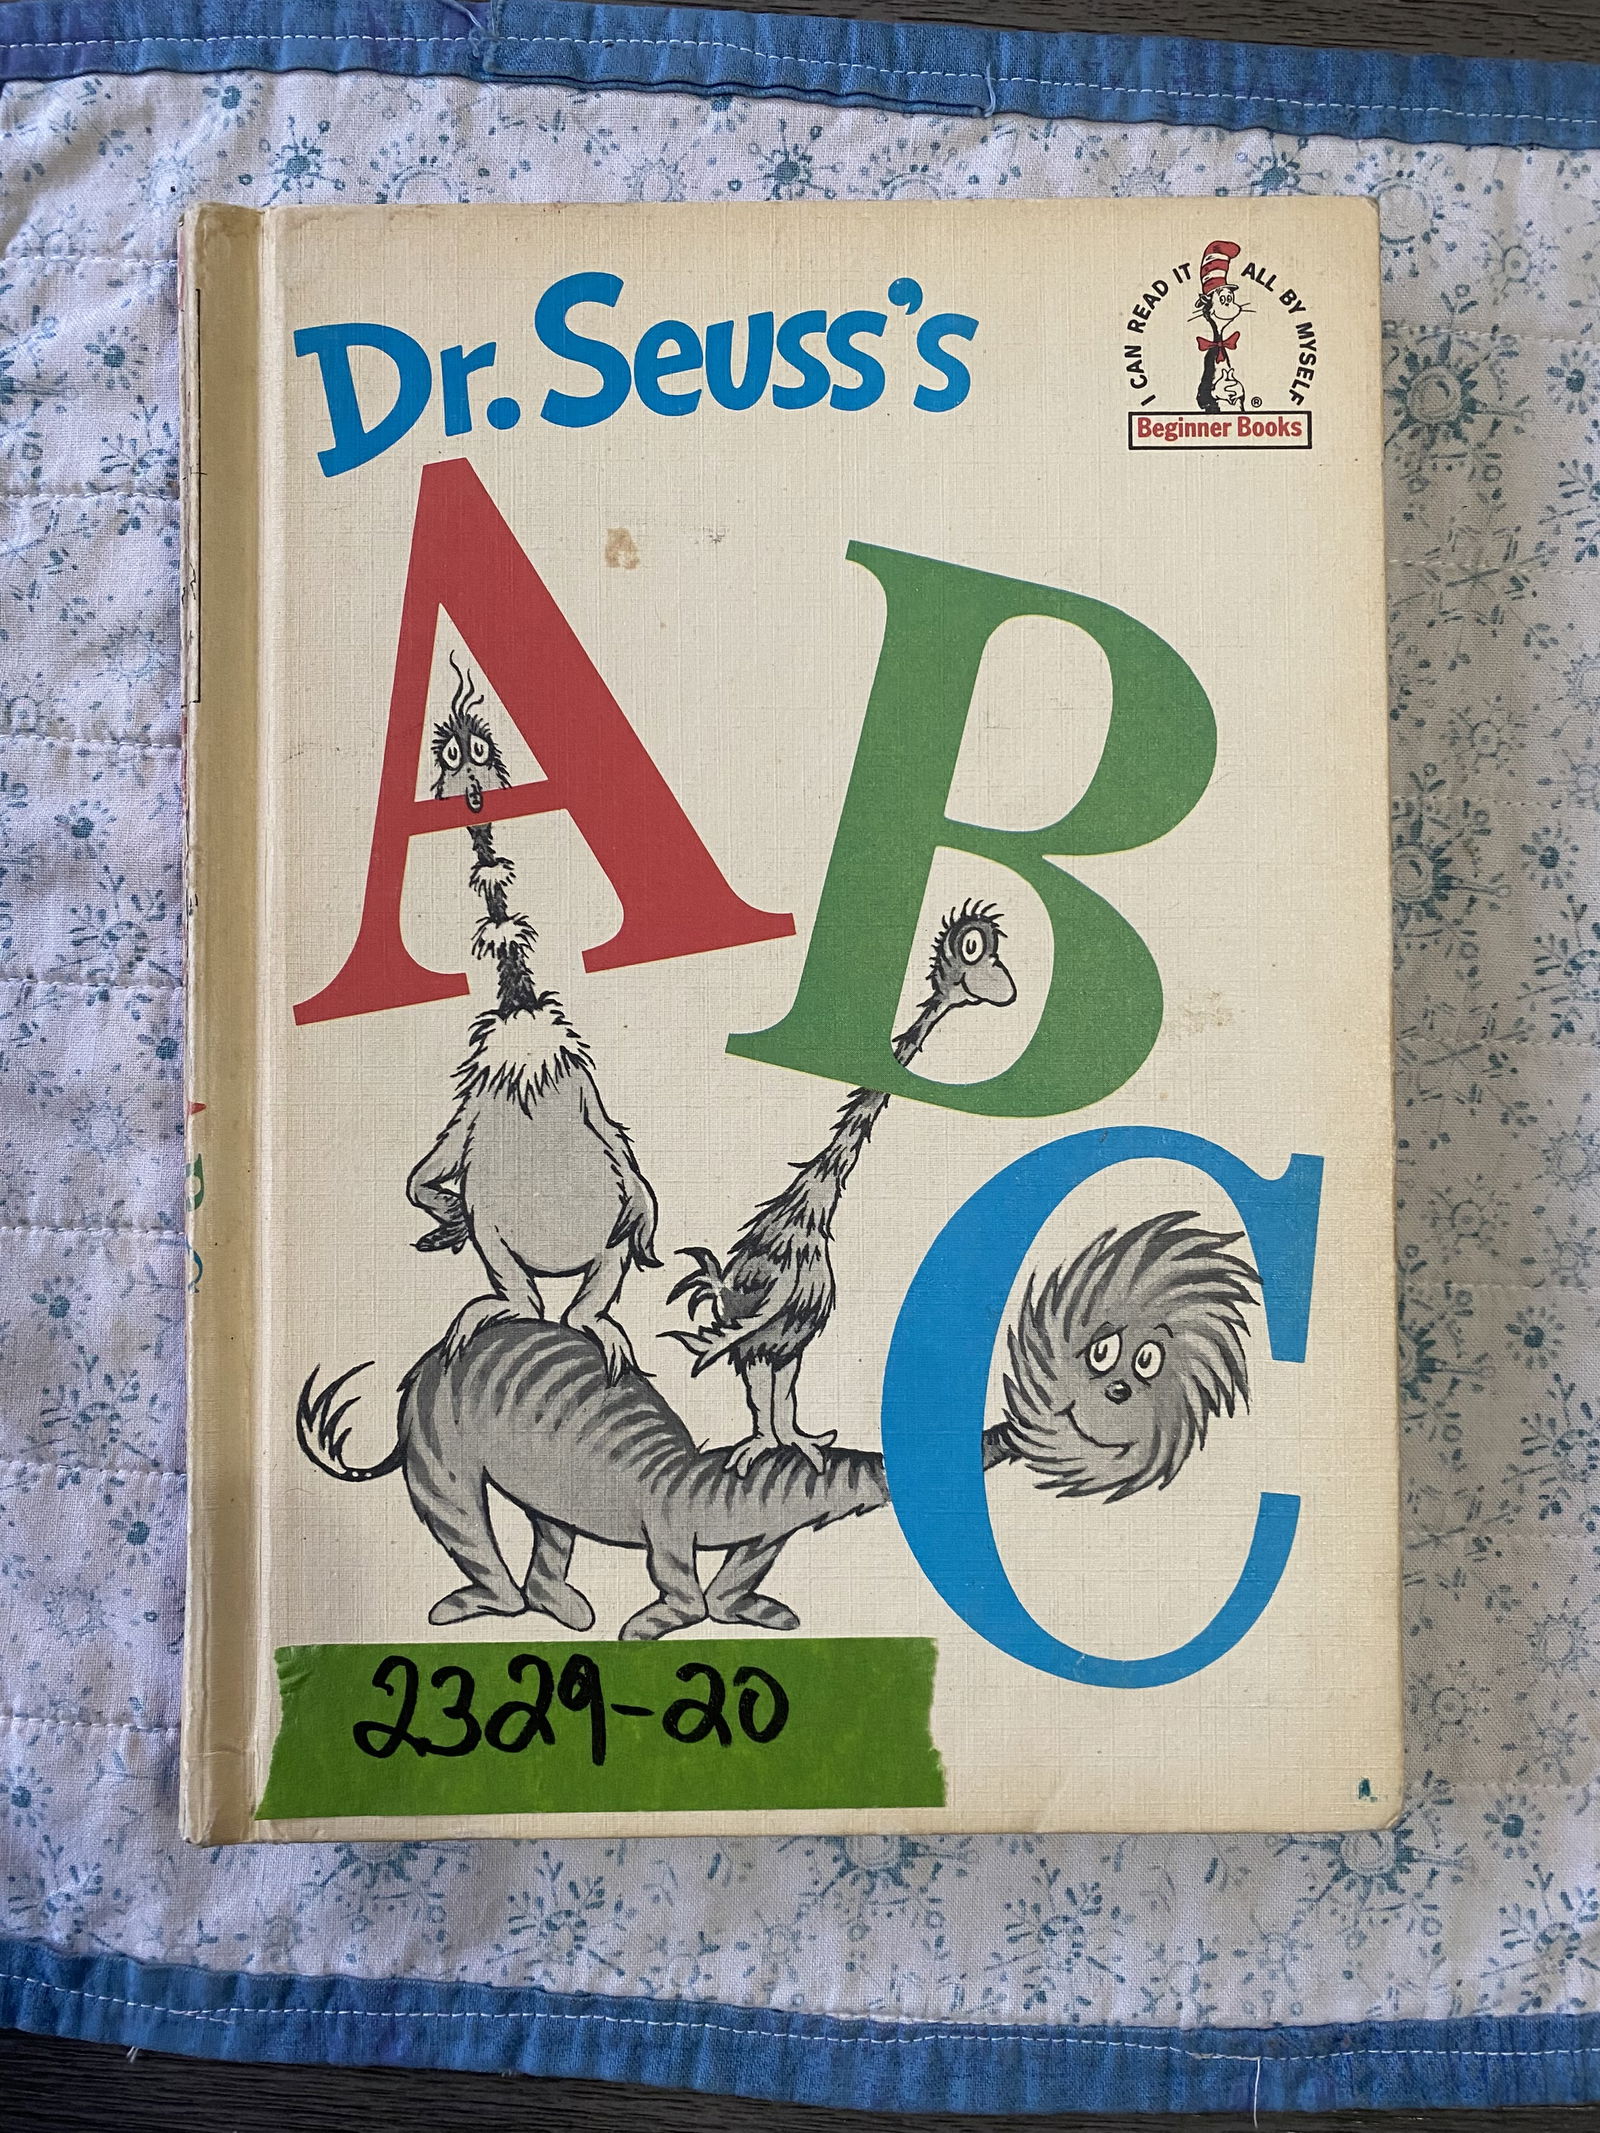 Dr. Seuss's
I CAN READ IT ALL BY MYSELF
®
Beginner Books
A
B
C
2329-20